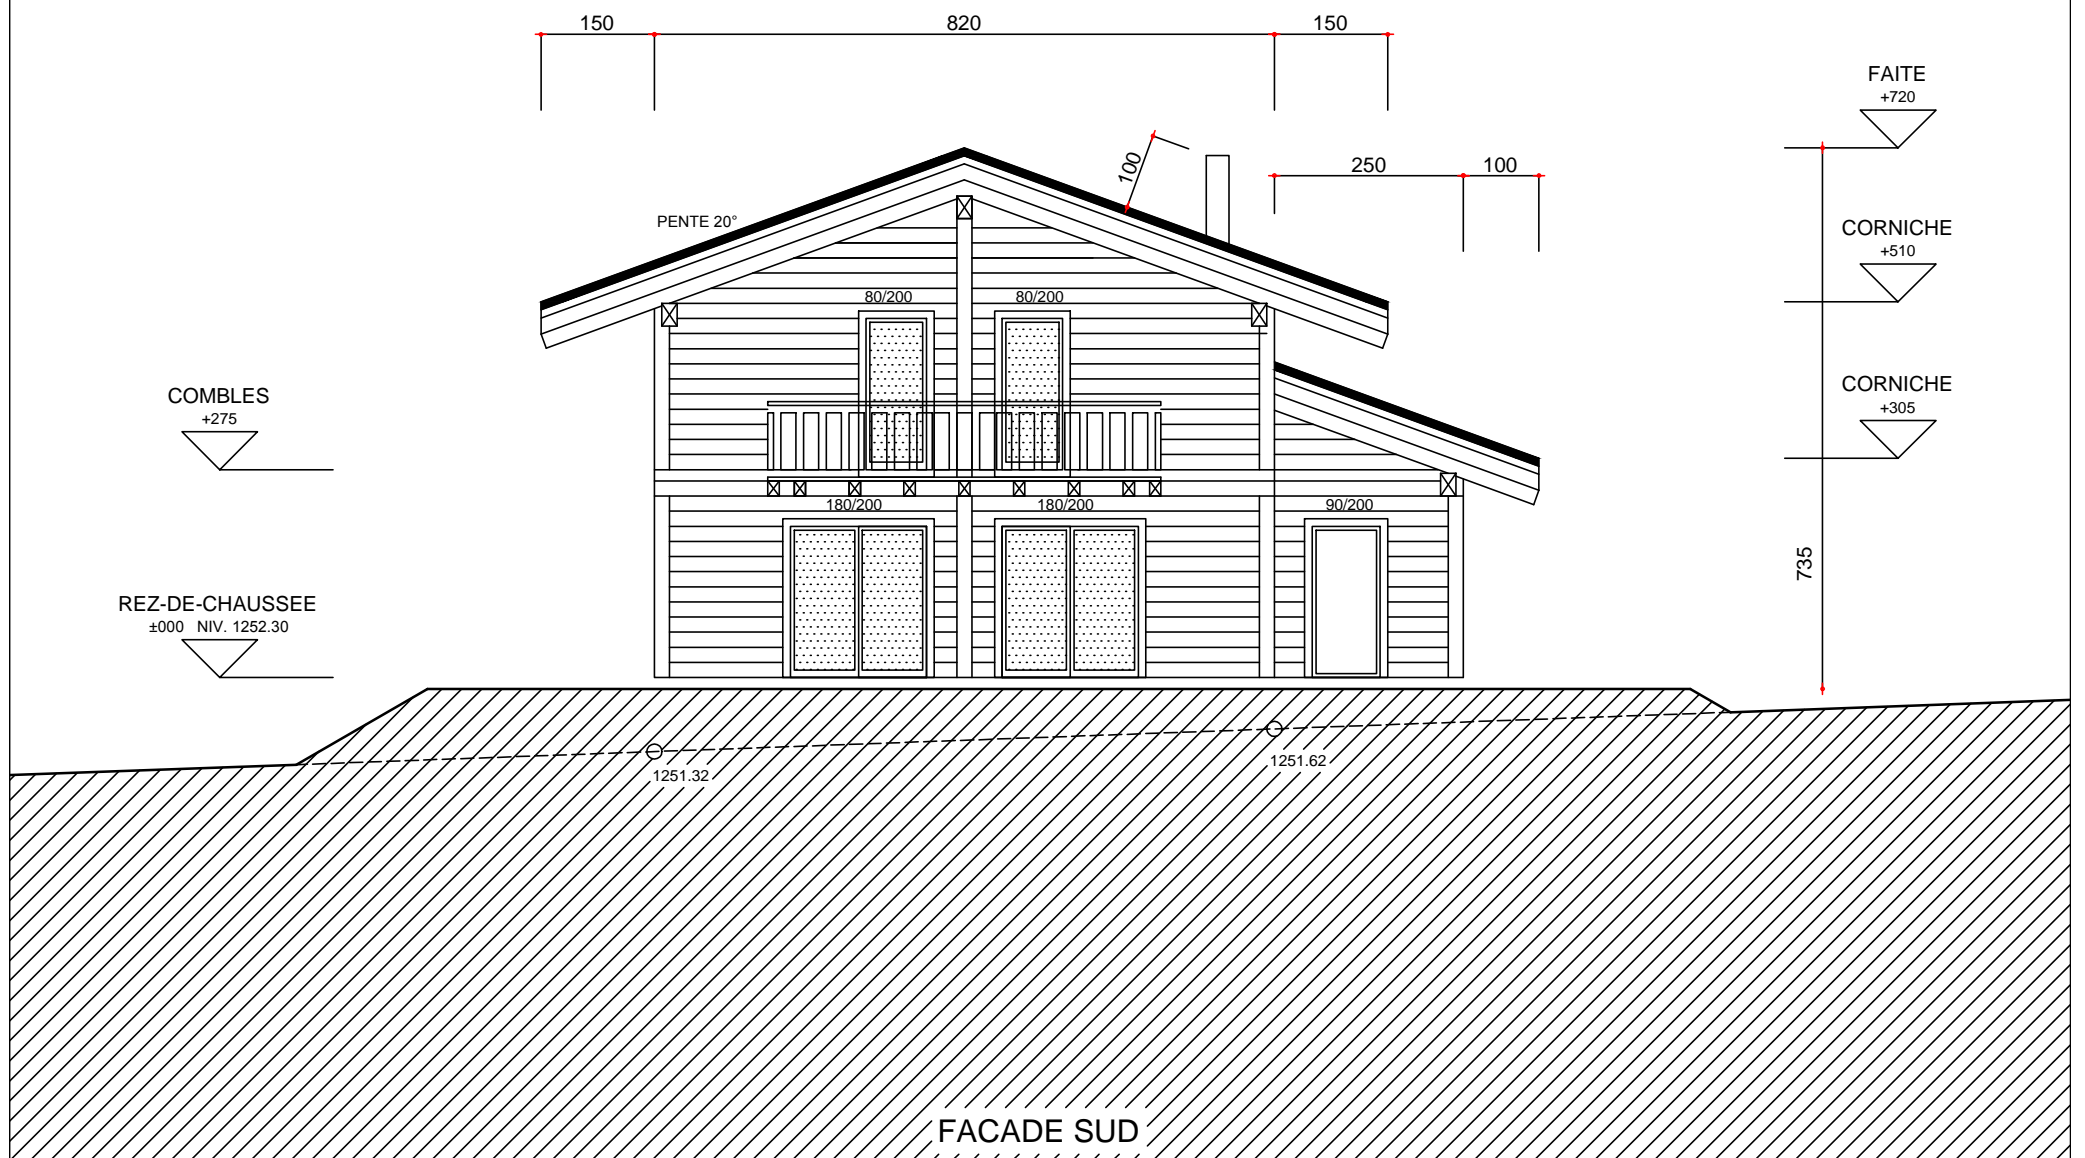 150
820
150
FAITE
+720
100
250
100
PENTE 20°
CORNICHE
+510
80/200
80/200
COMBLES
+275
CORNICHE
+305
180/200
180/200
90/200
735
REZ-DE-CHAUSSEE
±000 NIV. 1252.30
1251.32
1251.62
FACADE SUD